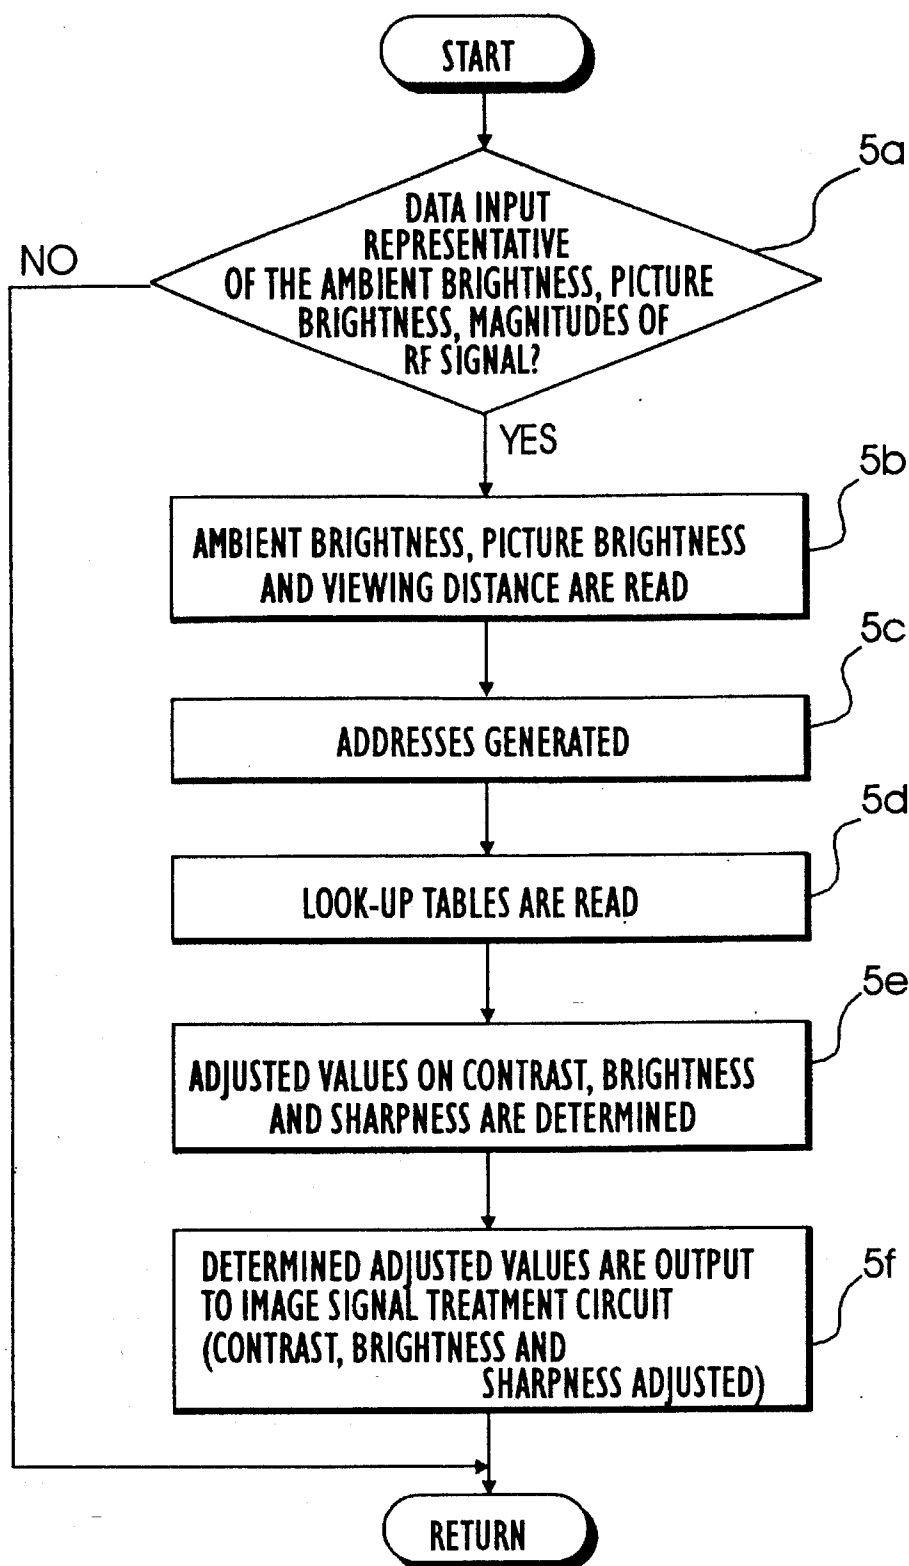 START
5a
DATA INPUT
REPRESENTATIVE
OF THE AMBIENT BRIGHTNESS, PICTURE
BRIGHTNESS, MAGNITUDES OF
RF SIGNAL?
NO
YES
5b
AMBIENT BRIGHTNESS, PICTURE BRIGHTNESS
AND VIEWING DISTANCE ARE READ
5c
ADDRESSES GENERATED
5d
LOOK-UP TABLES ARE READ
5e
ADJUSTED VALUES ON CONTRAST, BRIGHTNESS
AND SHARPNESS ARE DETERMINED
5f
DETERMINED ADJUSTED VALUES ARE OUTPUT
TO IMAGE SIGNAL TREATMENT CIRCUIT
(CONTRAST, BRIGHTNESS AND
SHARPNESS ADJUSTED)
RETURN